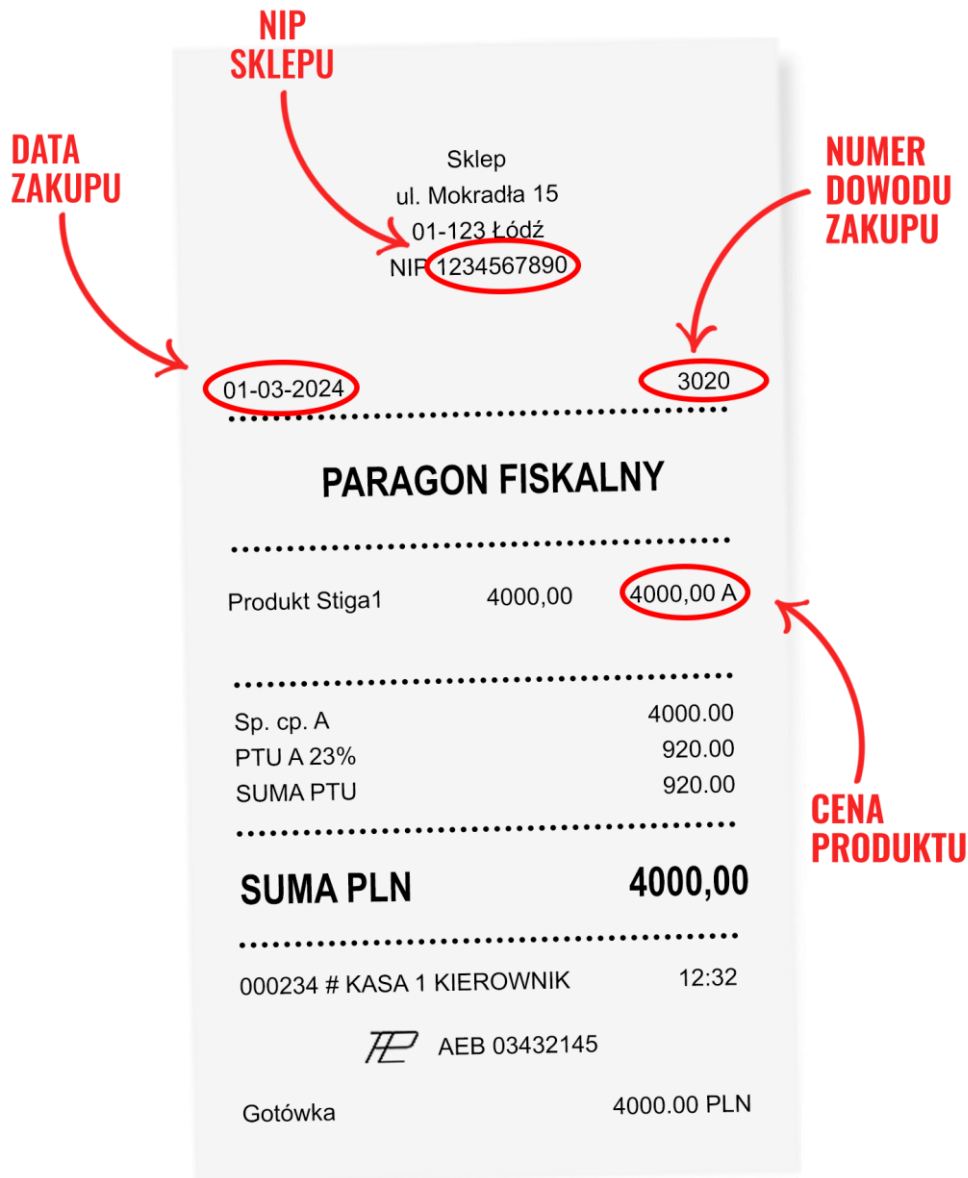 NIP
SKLEPU
DATA
ZAKUPU
NUMER
DOWODU
ZAKUPU
Sklep
ul. Mokradła 15
01-123 Łódź
NIP 1234567890
01-03-2024 3020
PARAGON FISKALNY
Produkt Stiga1 4000,00 4000,00 A
Sp. cp. A 4000.00
PTU A 23% 920.00
SUMA PTU 920.00
CENA
PRODUKTU
SUMA PLN 4000,00
000234 # KASA 1 KIEROWNIK 12:32
AEB 03432145
Gotówka 4000.00 PLN